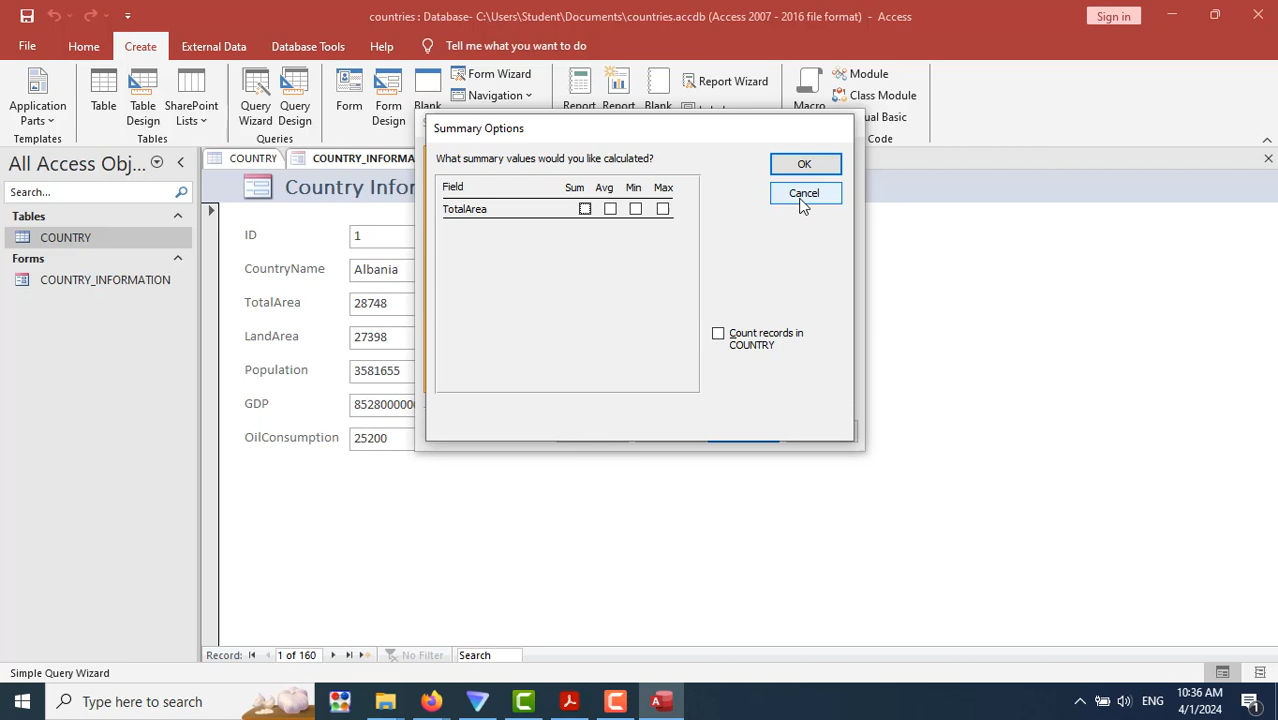 countries : Database- C:\Users\Student\Documents\countries.accdb (Access 2007 - 2016 file format) - Access
Sign in
File
Home
Create
External Data
Database Tools
Help
Tell me what you want to do
Application Parts
Table
Table Design
SharePoint Lists
Query Wizard
Query Design
Form
Form Design
Blank
Form Wizard
Navigation
Report
Report
Blank
Report Wizard
Macro
Module
Class Module
ual Basic
Templates
Tables
Queries
Code
All Access Obj...
Search...
Tables
COUNTRY
Forms
COUNTRY_INFORMATION
COUNTRY
COUNTRY_INFORMA
Country Infor
ID
1
CountryName
Albania
TotalArea
28748
LandArea
27398
Population
3581655
GDP
852800000
OilConsumption
25200
Summary Options
What summary values would you like calculated?
OK
Cancel
Field
Sum
Avg
Min
Max
TotalArea
Count records in
COUNTRY
Record:
1 of 160
No Filter
Search
Simple Query Wizard
Type here to search
ENG
10:36 AM
4/1/2024
1